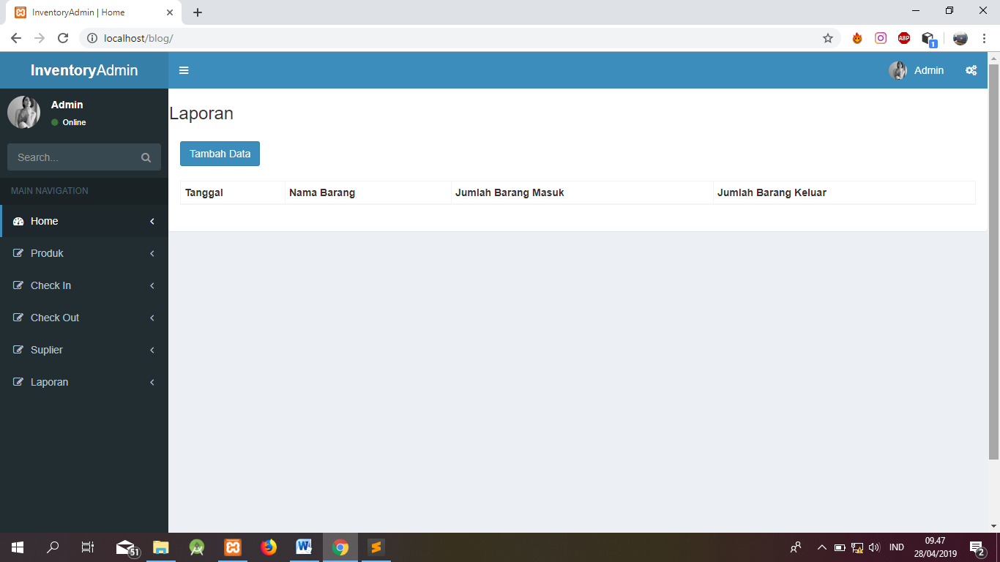 InventoryAdmin | Home
localhost/blog/
ABP
1
InventoryAdmin
Admin
Admin
Online
Search...
MAIN NAVIGATION
Home
Produk
Check In
Check Out
Suplier
Laporan
Laporan
Tambah Data
Tanggal Nama Barang Jumlah Barang Masuk Jumlah Barang Keluar
51
IND
09.47
28/04/2019
2